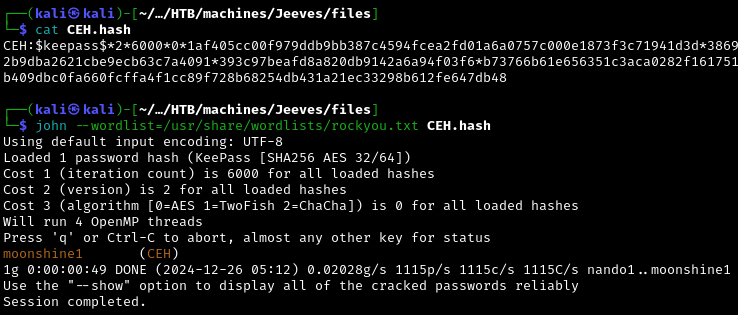 ┌──(kali㉿kali)-[~/…/HTB/machines/Jeeves/files]
└─$ cat CEH.hash
CEH:$keepass$*2*6000*0*1af405cc00f979ddb9bb387c4594fcea2fd01a6a0757c000e1873f3c71941d3d*3869
2b9dba2621cbe9ecb63c7a4091*393c97beafd8a820db9142a6a94f03f6*b73766b61e656351c3aca0282f161751
b409dbc0fa660fcffa4f1cc89f728b68254db431a21ec33298b612fe647db48

┌──(kali㉿kali)-[~/…/HTB/machines/Jeeves/files]
└─$ john --wordlist=/usr/share/wordlists/rockyou.txt CEH.hash
Using default input encoding: UTF-8
Loaded 1 password hash (KeePass [SHA256 AES 32/64])
Cost 1 (iteration count) is 6000 for all loaded hashes
Cost 2 (version) is 2 for all loaded hashes
Cost 3 (algorithm [0=AES 1=TwoFish 2=ChaCha]) is 0 for all loaded hashes
Will run 4 OpenMP threads
Press 'q' or Ctrl-C to abort, almost any other key for status
moonshine1       (CEH)
1g 0:00:00:49 DONE (2024-12-26 05:12) 0.02028g/s 1115p/s 1115c/s 1115C/s nando1..moonshine1
Use the "--show" option to display all of the cracked passwords reliably
Session completed.